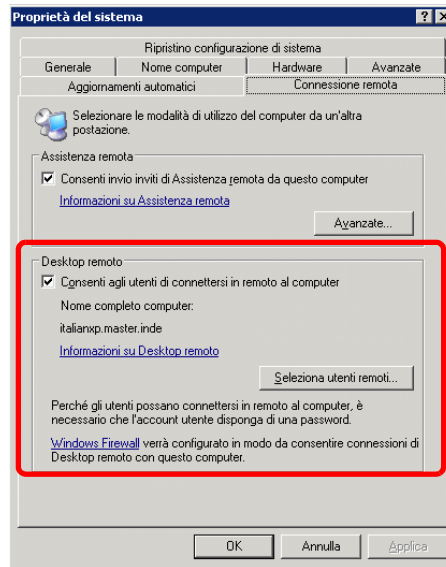 Proprietà del sistema
Ripristino configurazione di sistema
Generale Nome computer Hardware Avanzate
Aggiornamenti automatici Connessione remota
Selezionare le modalità di utilizzo del computer da un'altra
postazione.
Assistenza remota
Consenti invio inviti di Assistenza remota da questo computer
Informazioni su Assistenza remota
Avanzate...
Desktop remoto
Consenti agli utenti di connettersi in remoto al computer
Nome completo computer:
italianxp.master.inde
Informazioni su Desktop remoto
Seleziona utenti remoti...
Perché gli utenti possano connettersi in remoto al computer, è
necessario che l'account utente disponga di una password.
Windows Firewall verrà configurato in modo da consentire connessioni di
Desktop remoto con questo computer.
OK Annulla Applica